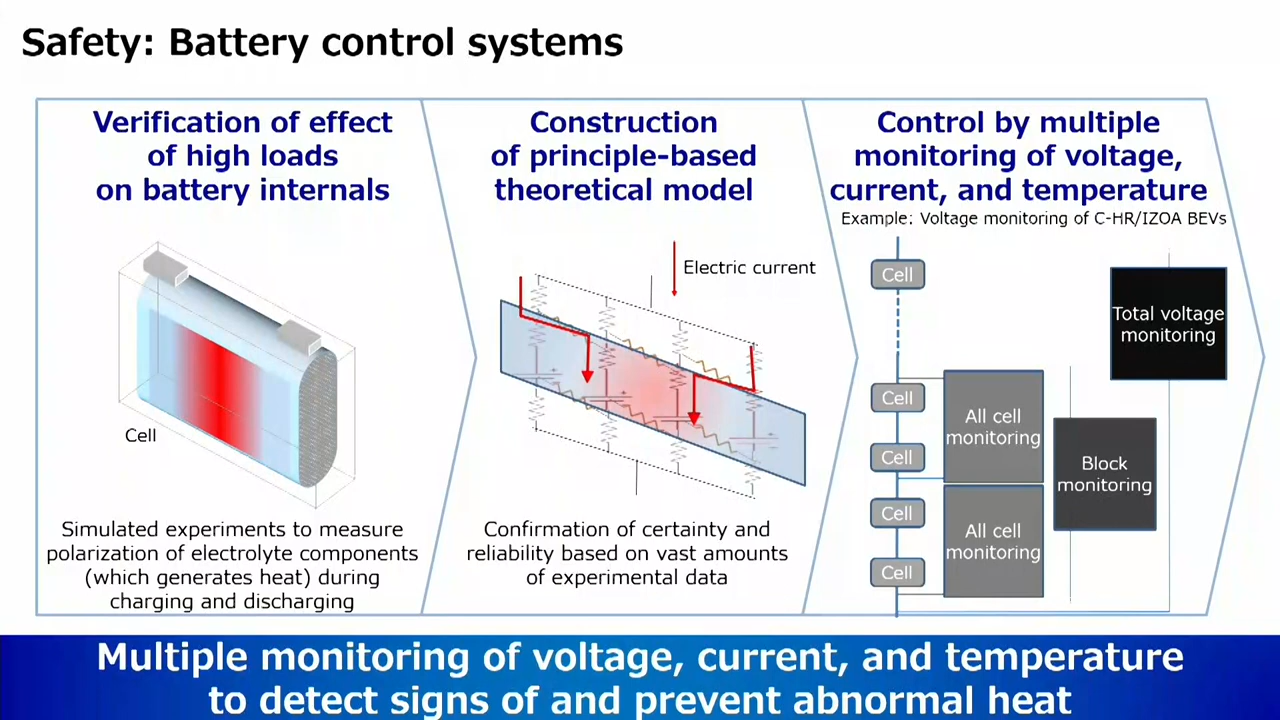 Safety: Battery control systems
Verification of effect
of high loads
on battery internals
Cell
Simulated experiments to measure
polarization of electrolyte components
(which generates heat) during
charging and discharging
Construction
of principle-based
theoretical model
Electric current
Confirmation of certainty and
reliability based on vast amounts
of experimental data
Control by multiple
monitoring of voltage,
current, and temperature
Example: Voltage monitoring of C-HR/IZOA BEVs
Cell
Cell
Cell
Cell
Cell
All cell
monitoring
All cell
monitoring
Block
monitoring
Total voltage
monitoring
Multiple monitoring of voltage, current, and temperature
to detect signs of and prevent abnormal heat